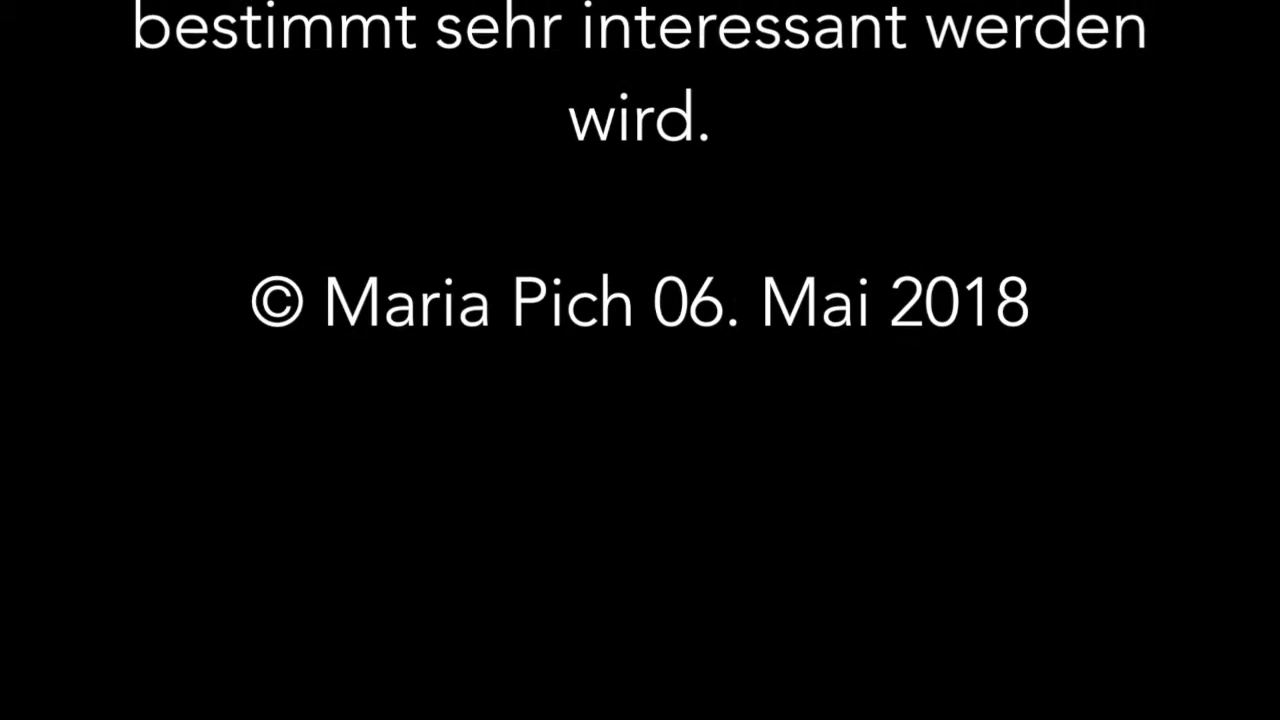 bestimmt sehr interessant werden
wird.
© Maria Pich 06. Mai 2018